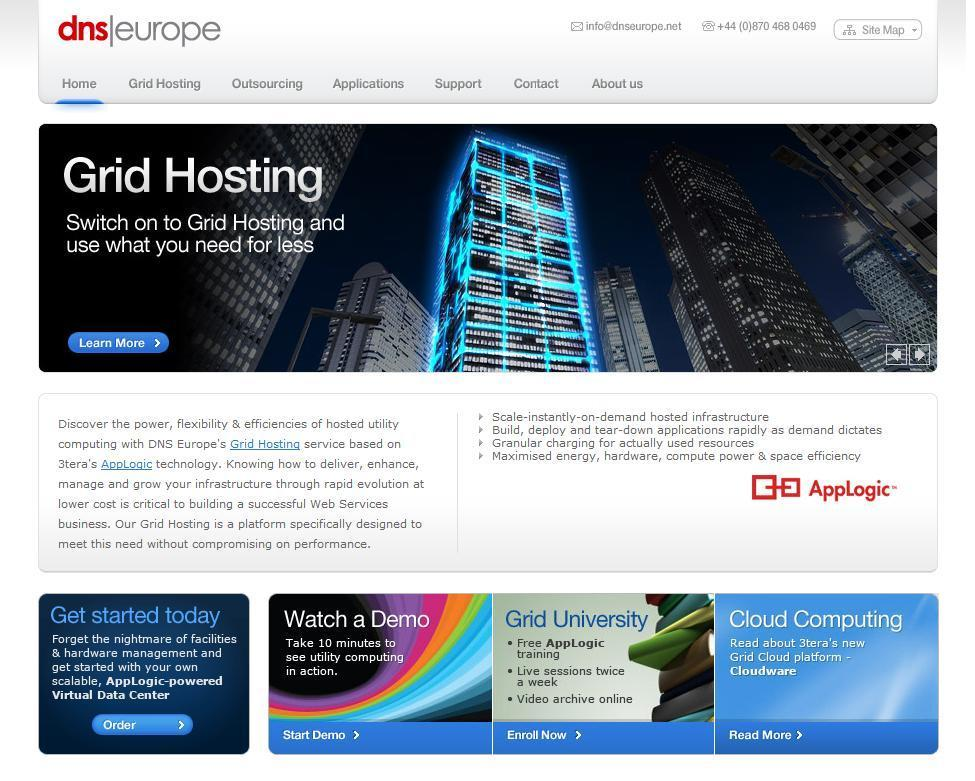 dns|europe
info@dnseurope.net
+44 (0)870 468 0469
Site Map
Home
Grid Hosting
Outsourcing
Applications
Support
Contact
About us
Grid Hosting
Switch on to Grid Hosting and
use what you need for less
Learn More
Discover the power, flexibility & efficiencies of hosted utility
computing with DNS Europe's Grid Hosting service based on
3tera's AppLogic technology. Knowing how to deliver, enhance,
manage and grow your infrastructure through rapid evolution at
lower cost is critical to building a successful Web Services
business. Our Grid Hosting is a platform specifically designed to
meet this need without compromising on performance.
Scale-instantly-on-demand hosted infrastructure
Build, deploy and tear-down applications rapidly as demand dictates
Granular charging for actually used resources
Maximised energy, hardware, compute power & space efficiency
AppLogic™
Get started today
Forget the nightmare of facilities
& hardware management and
get started with your own
scalable, AppLogic-powered
Virtual Data Center
Order
Watch a Demo
Take 10 minutes to
see utility computing
in action.
Start Demo
Grid University
• Free AppLogic
training
• Live sessions twice
a week
• Video archive online
Enroll Now
Cloud Computing
Read about 3tera's new
Grid Cloud platform -
Cloudware
Read More